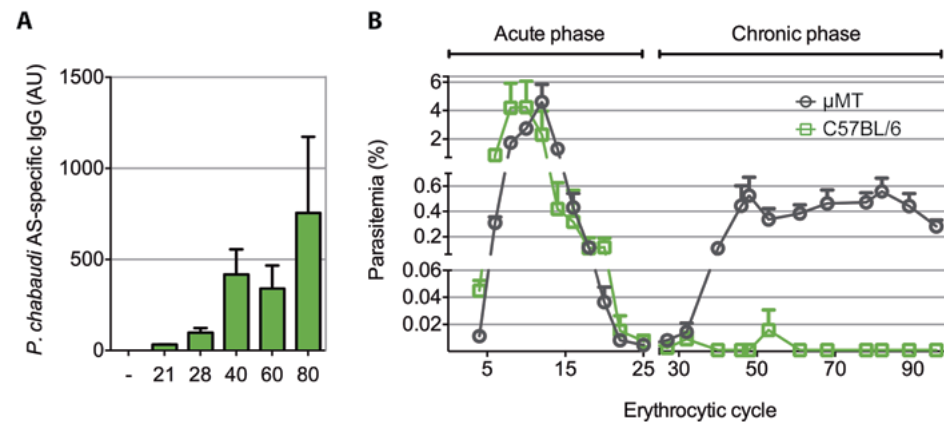 A
P. chabaudi AS-specific IgG (AU)
1500
1000
500
0
- 21 28 40 60 80
B
Acute phase Chronic phase
µMT
C57BL/6
Parasitemia (%)
6
4
2
0.6
0.4
0.2
0.06
0.04
0.02
5 15 25 30 50 70 90
Erythrocytic cycle